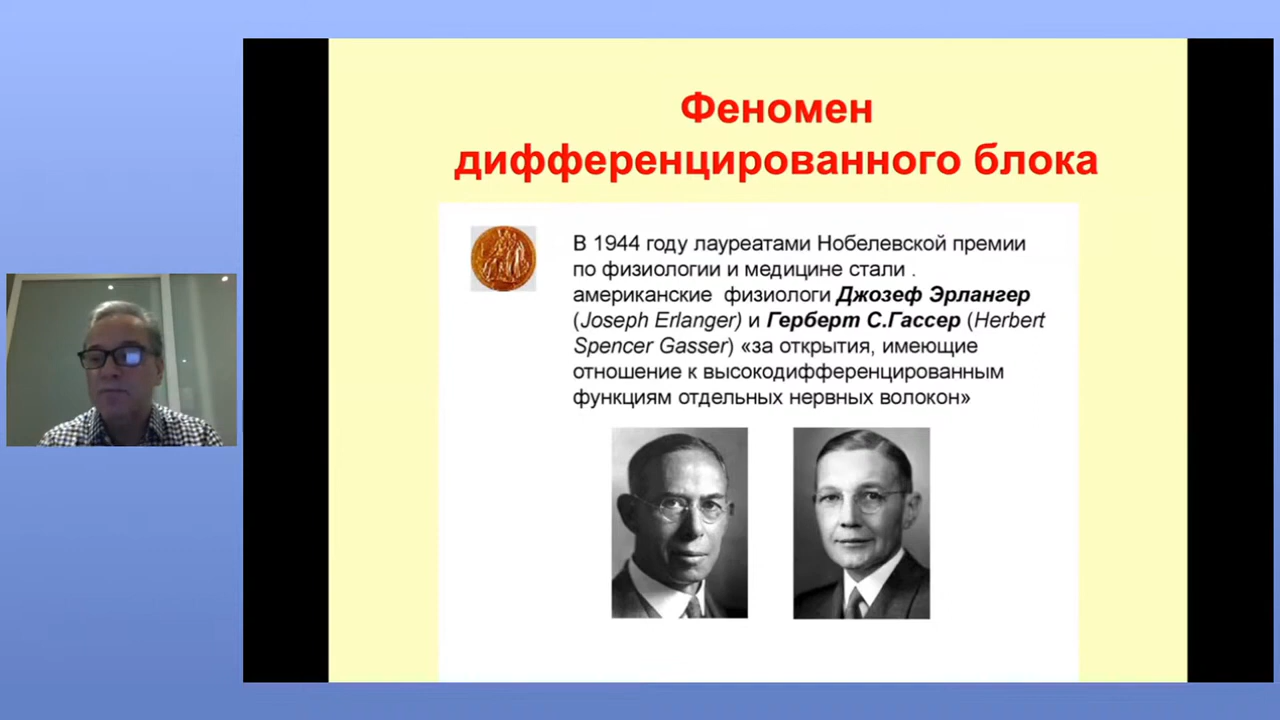 Феномен
дифференцированного блока
В 1944 году лауреатами Нобелевской премии
по физиологии и медицине стали .
американские физиологи Джозеф Эрлангер
(Joseph Erlanger) и Герберт С.Гассер (Herbert
Spencer Gasser) «за открытия, имеющие
отношение к высокодифференцированным
функциям отдельных нервных волокон»